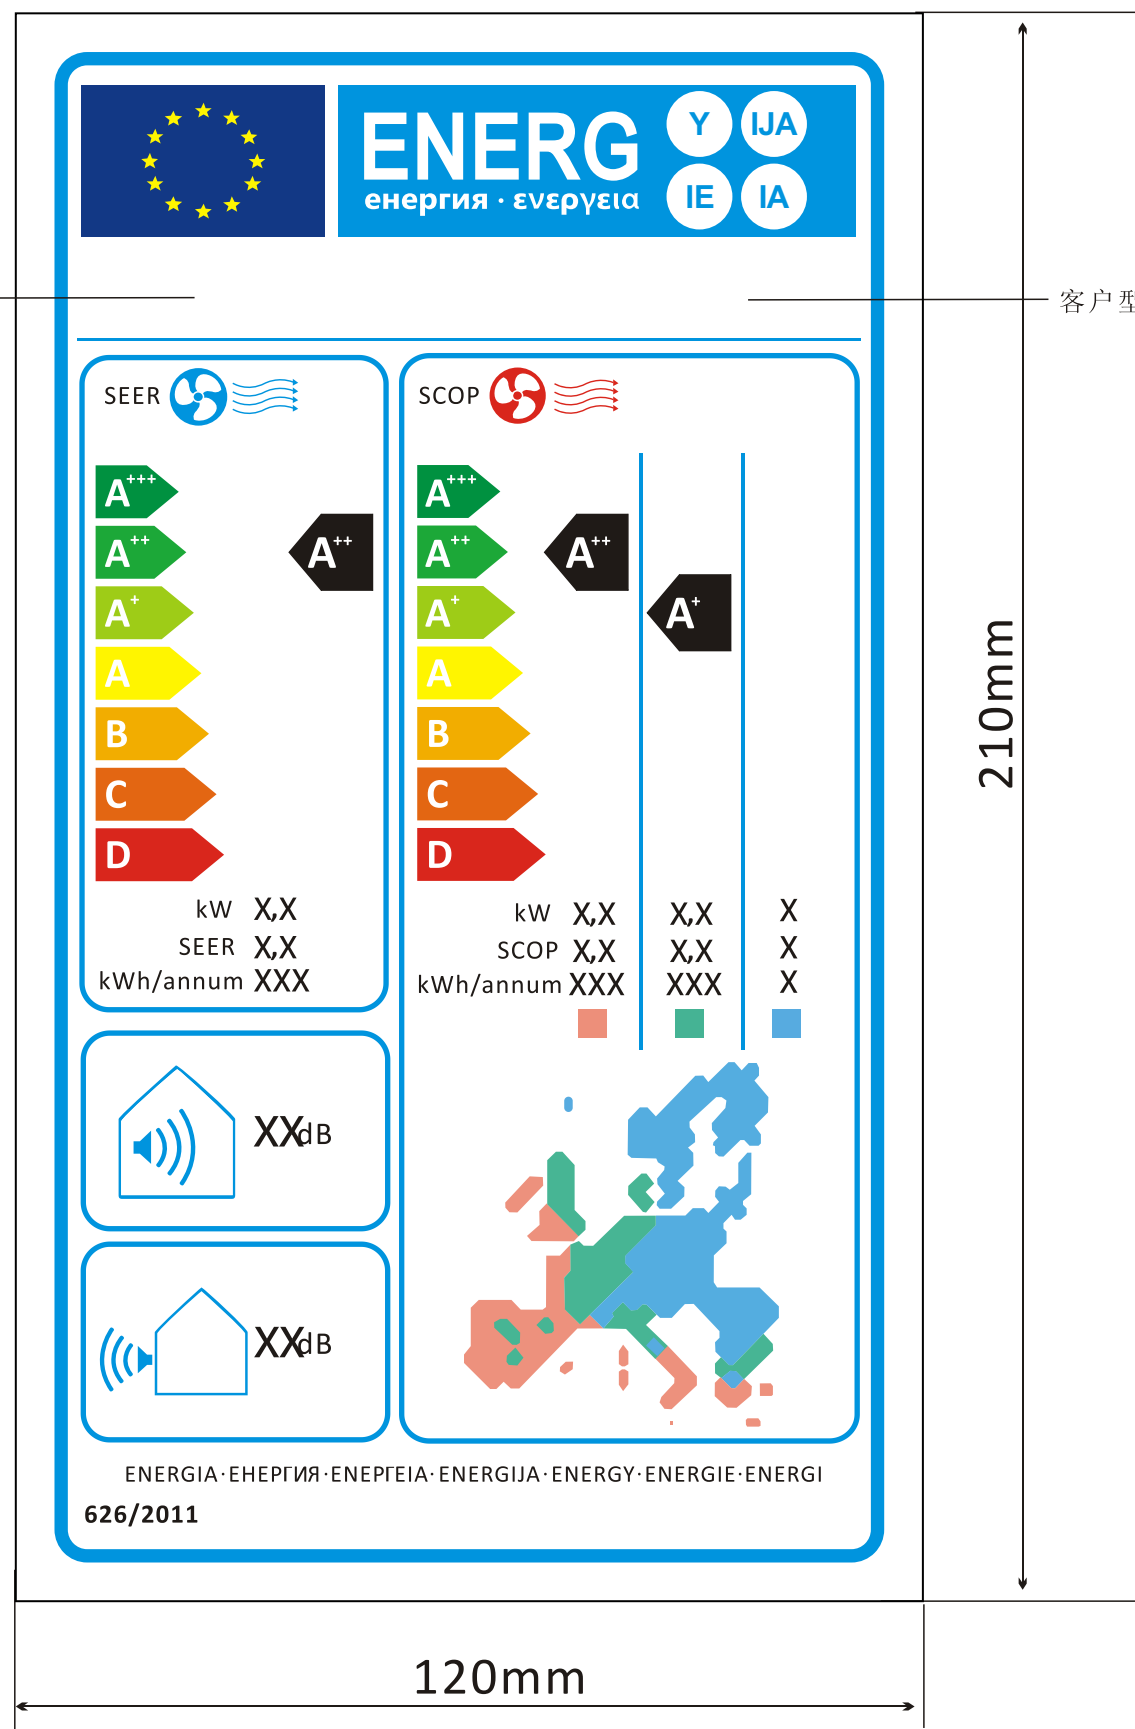 ENERG Y IJA
енергия · ενεργεια IE IA
客户型
SEER
SCOP
A+++
A++
A+
A
B
C
D
A++
A+++
A++
A+
A
B
C
D
A++
A+
kW X,X
SEER X,X
kWh/annum XXX
kW X,X X,X X
SCOP X,X X,X X
kWh/annum XXX XXX X
XXdB
XXdB
ENERGIA·ЕНЕРГИЯ·ΕΝΕΡΓΕΙΑ·ENERGIJA·ENERGY·ENERGIE·ENERGI
626/2011
210mm
120mm